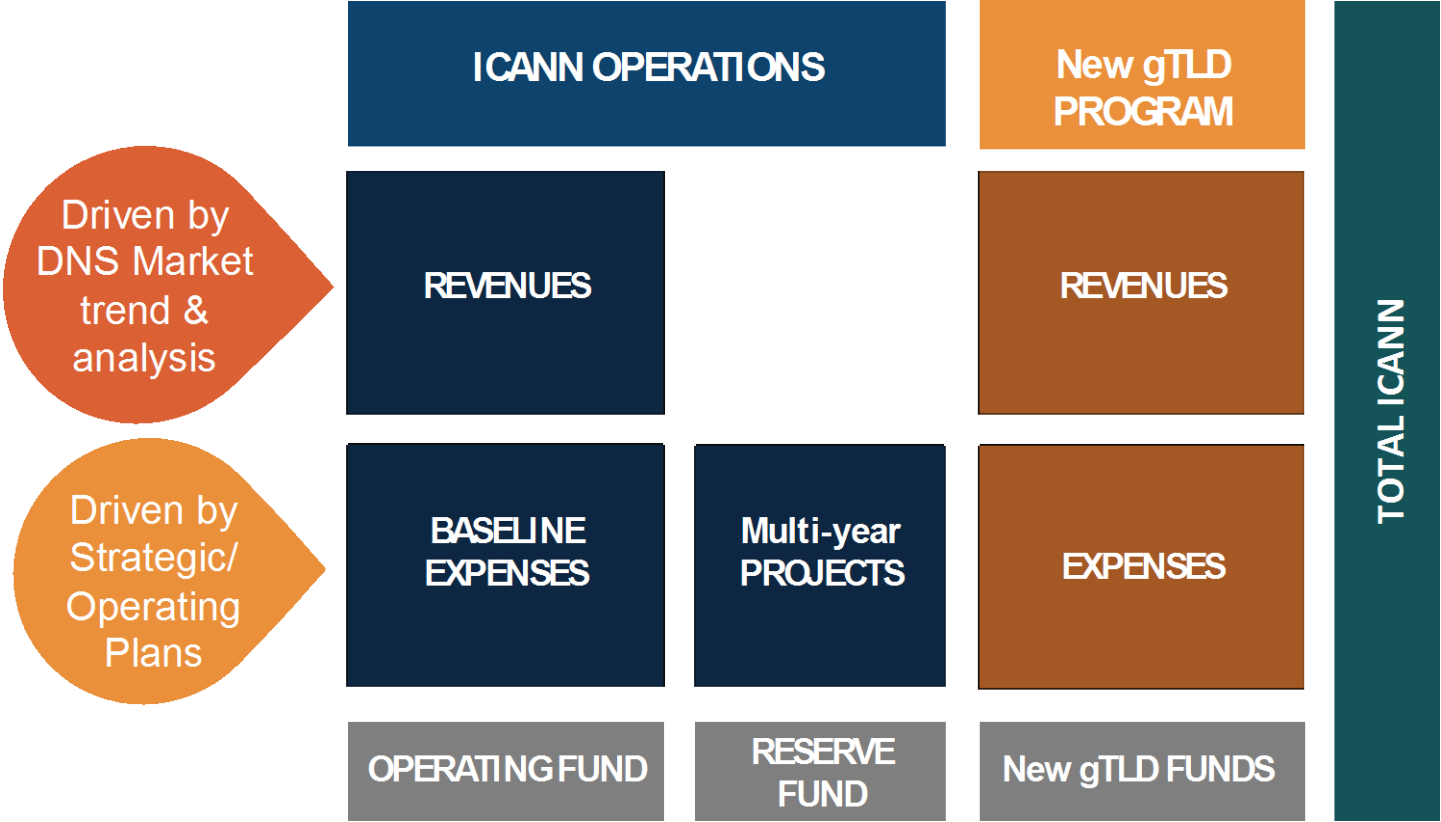 ICANN OPERATIONS
New gTLD
PROGRAM
Driven by
DNS Market
trend &
analysis
REVENUES
REVENUES
TOTAL ICANN
Driven by
Strategic/
Operating
Plans
BASELINE
EXPENSES
Multi-year
PROJECTS
EXPENSES
OPERATING FUND
RESERVE
FUND
New gTLD FUNDS